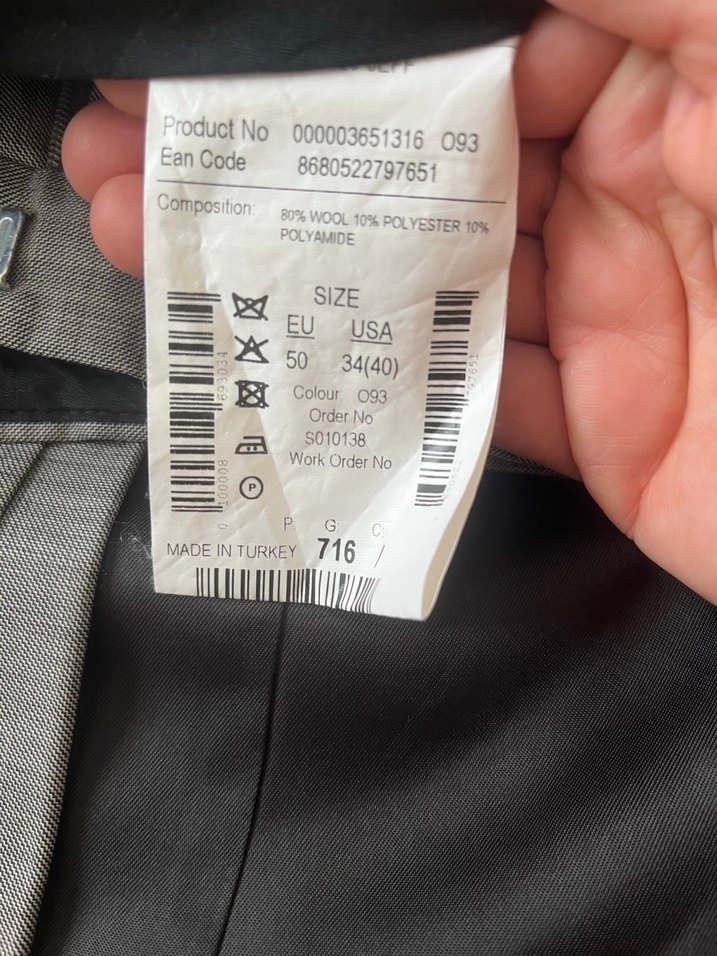 Product No 000003651316 O93
Ean Code 8680522797651
Composition: 80% WOOL 10% POLYESTER 10%
POLYAMIDE
SIZE
EU USA
50 34(40)
Colour: O93
Order No
S010138
Work Order No
P
P: G: C:
MADE IN TURKEY 716 /